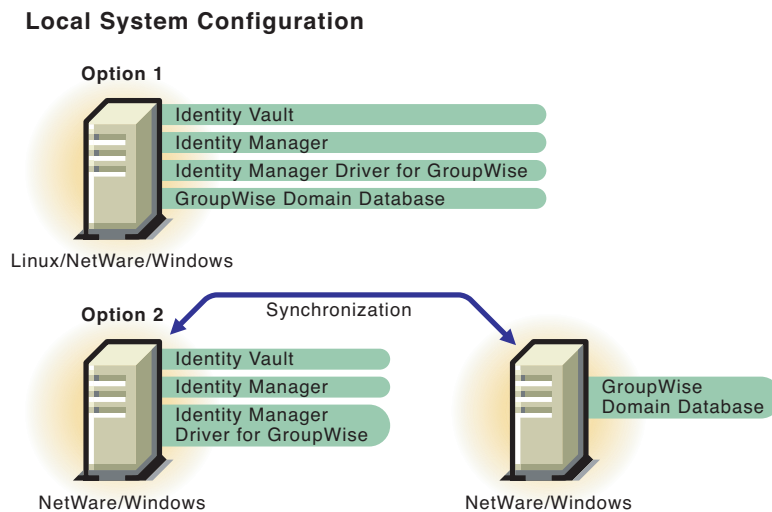 Local System Configuration
Option 1
Identity Vault
Identity Manager
Identity Manager Driver for GroupWise
GroupWise Domain Database
Linux/NetWare/Windows
Option 2
Synchronization
Identity Vault
Identity Manager
Identity Manager
Driver for GroupWise
NetWare/Windows
GroupWise
Domain Database
NetWare/Windows